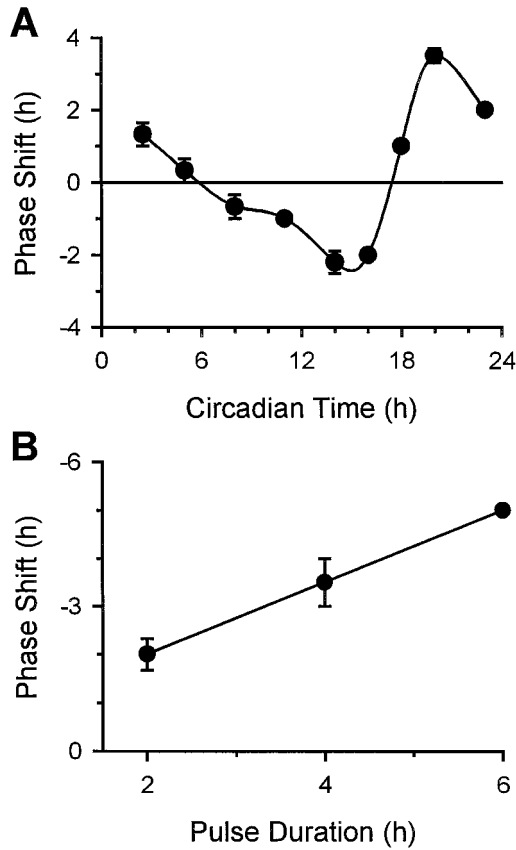 A
Phase Shift (h)
4
2
0
-2
-4
0 6 12 18 24
Circadian Time (h)
B
Phase Shift (h)
-6
-3
0
2 4 6
Pulse Duration (h)